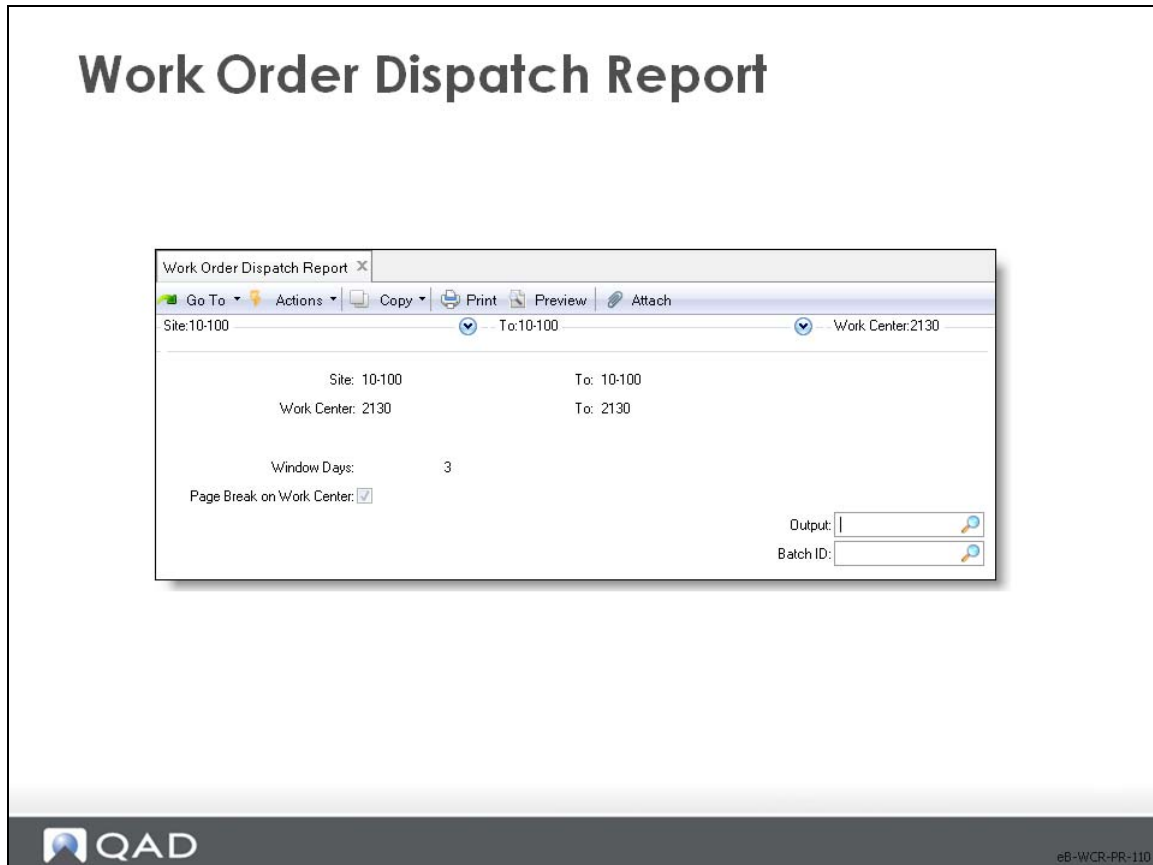 Work Order Dispatch Report
Work Order Dispatch Report
Go To Actions Copy Print Preview Attach
Site:10-100 To:10-100 Work Center:2130
Site: 10-100 To: 10-100
Work Center: 2130 To: 2130
Window Days: 3
Page Break on Work Center:
Output:
Batch ID:
QAD
eB-WCR-PR-110